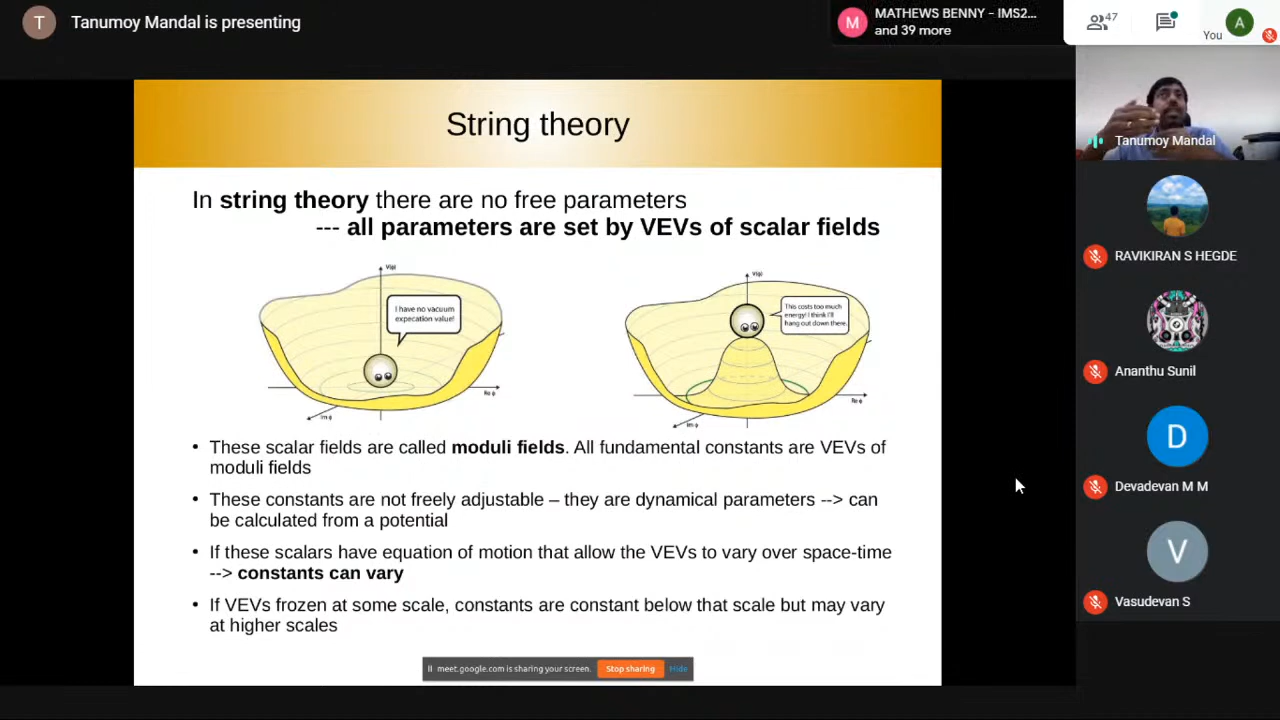 T
Tanumoy Mandal is presenting
M
MATHEWS BENNY - IMS2...
and 39 more
47
You
A
String theory
In string theory there are no free parameters
--- all parameters are set by VEVs of scalar fields
V(φ)
I have no vacuum
expecation value!
Re φ
Im φ
V(φ)
This costs too much
energy! I think I'll
hang out down there.
Re φ
Im φ
• These scalar fields are called moduli fields. All fundamental constants are VEVs of
moduli fields
• These constants are not freely adjustable – they are dynamical parameters --> can
be calculated from a potential
• If these scalars have equation of motion that allow the VEVs to vary over space-time
--> constants can vary
• If VEVs frozen at some scale, constants are constant below that scale but may vary
at higher scales
meet.google.com is sharing your screen.
Stop sharing
Hide
Tanumoy Mandal
RAVIKIRAN S HEGDE
Ananthu Sunil
D
Devadevan M M
V
Vasudevan S